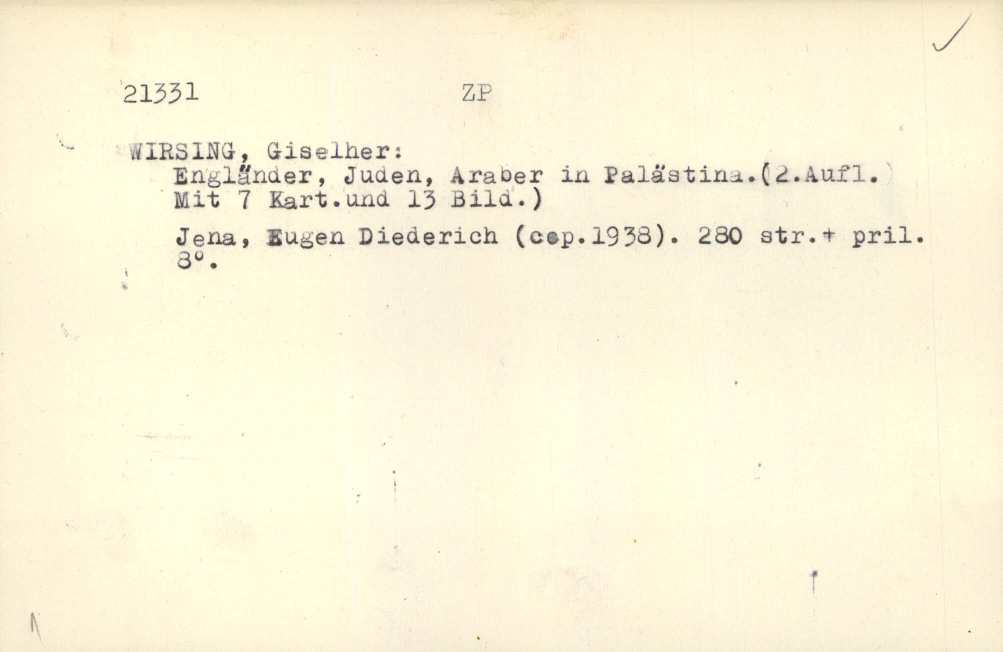 21331 ZP
WIRSING, Giselher:
Engländer, Juden, Araber in Palästina.(2.Aufl.
Mit 7 Kart.und 13 Bild.)
Jena, Eugen Diederich (cop.1938). 280 str.+ pril.
8°.